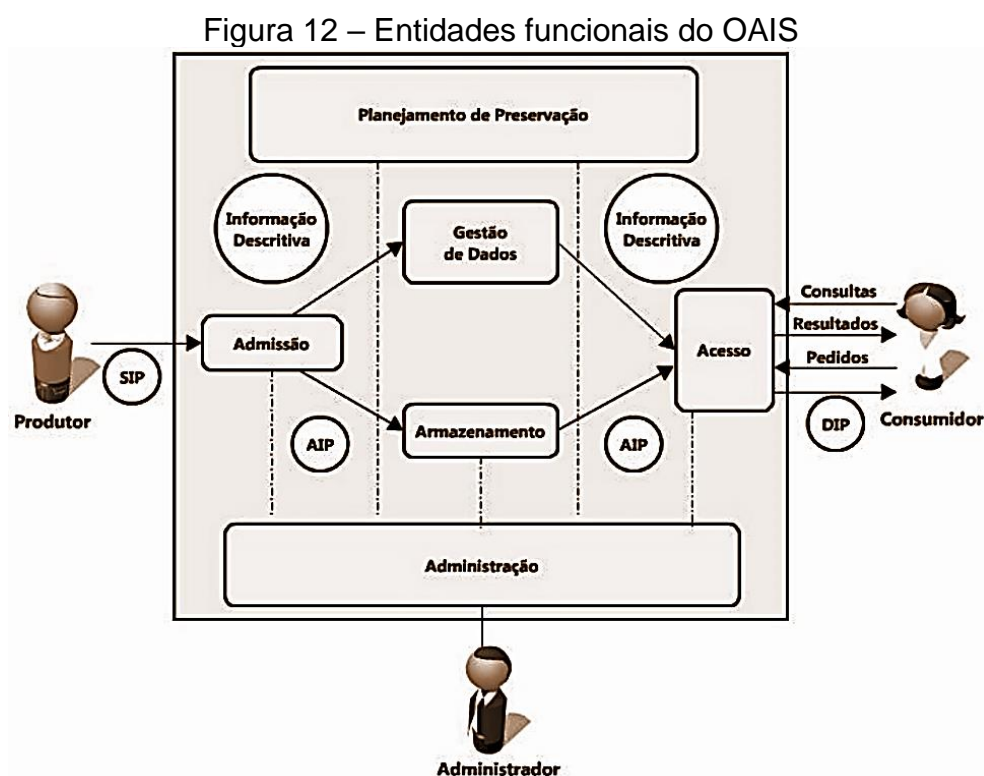 Figura 12 – Entidades funcionais do OAIS
Planejamento de Preservação
Informação
Descritiva
Gestão
de Dados
Informação
Descritiva
Consultas
Resultados
Pedidos
Admissão
Acesso
SIP
Produtor
DIP
Consumidor
AIP
Armazenamento
AIP
Administração
Administrador